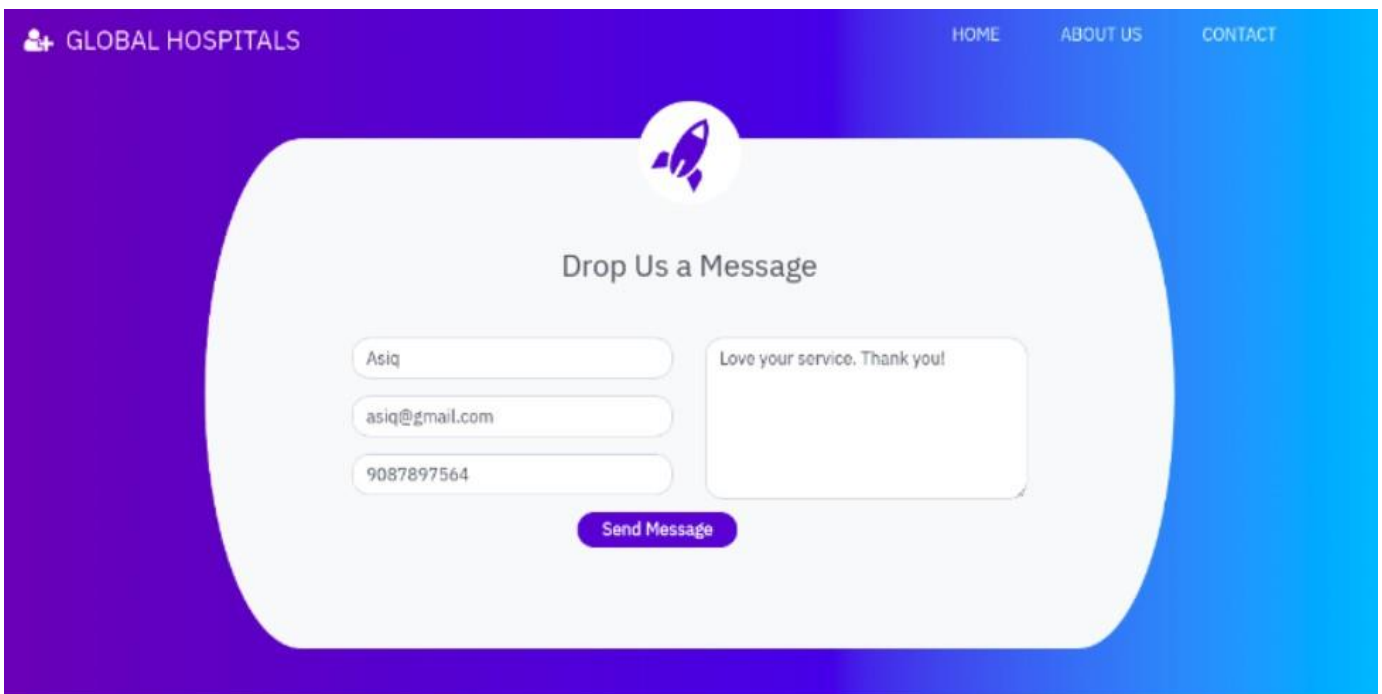 GLOBAL HOSPITALS
HOME ABOUT US CONTACT
Drop Us a Message
Asiq
asiq@gmail.com
9087897564
Love your service. Thank you!
Send Message